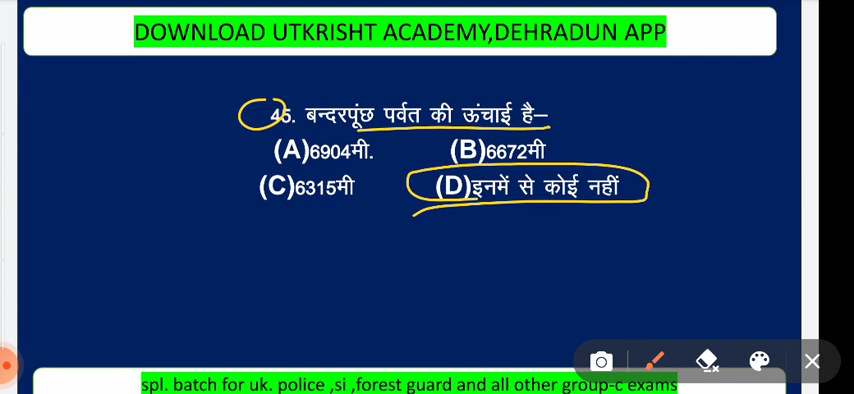 DOWNLOAD UTKRISHT ACADEMY,DEHRADUN APP
45. बन्दरपूंछ पर्वत की ऊंचाई है–
(A)6904मी. (B)6672मी
(C)6315मी (D)इनमें से कोई नहीं
spl. batch for uk. police ,si ,forest guard and all other group-c exams